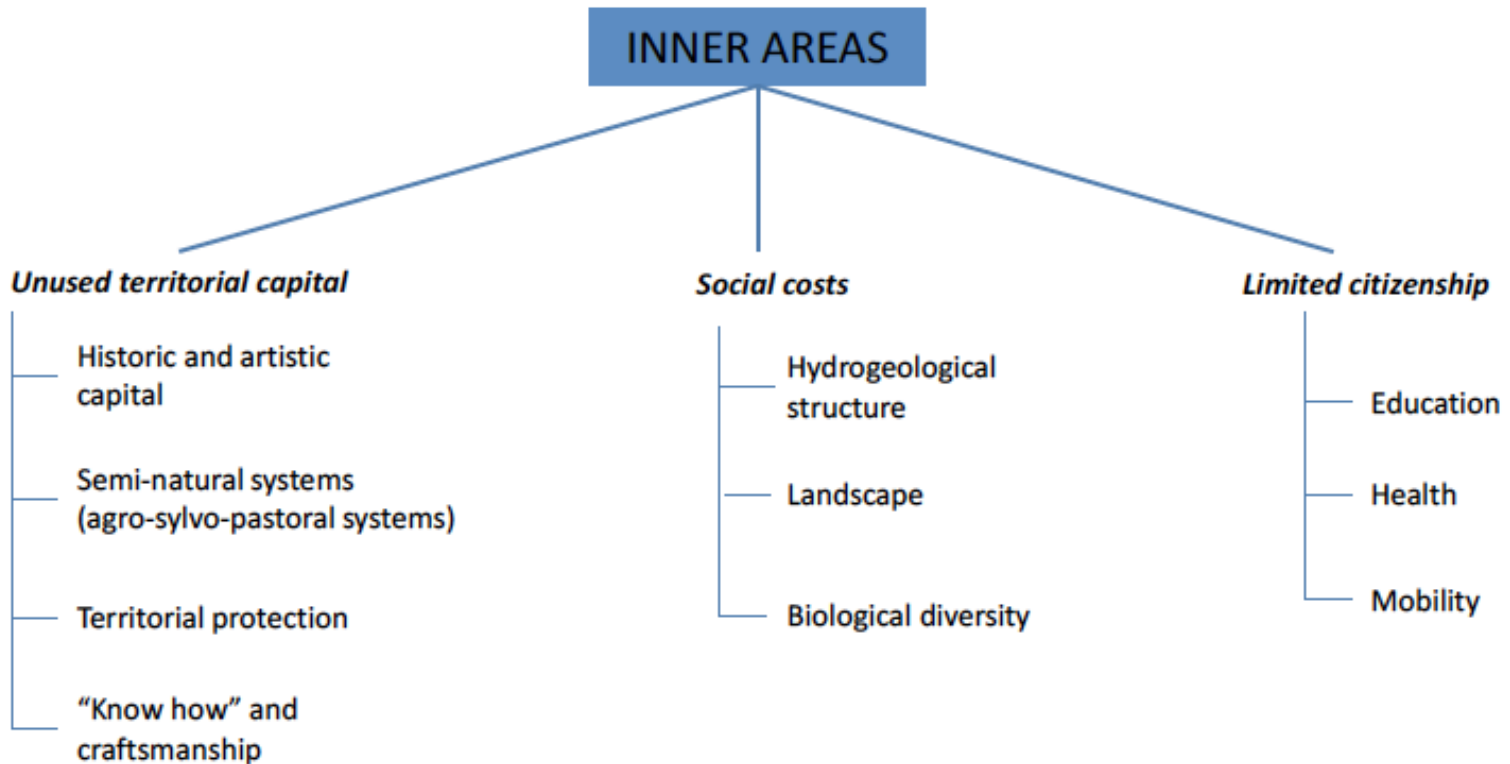 INNER AREAS
Unused territorial capital
Historic and artistic
capital
Semi-natural systems
(agro-sylvo-pastoral systems)
Territorial protection
“Know how” and
craftsmanship
Social costs
Hydrogeological
structure
Landscape
Biological diversity
Limited citizenship
Education
Health
Mobility